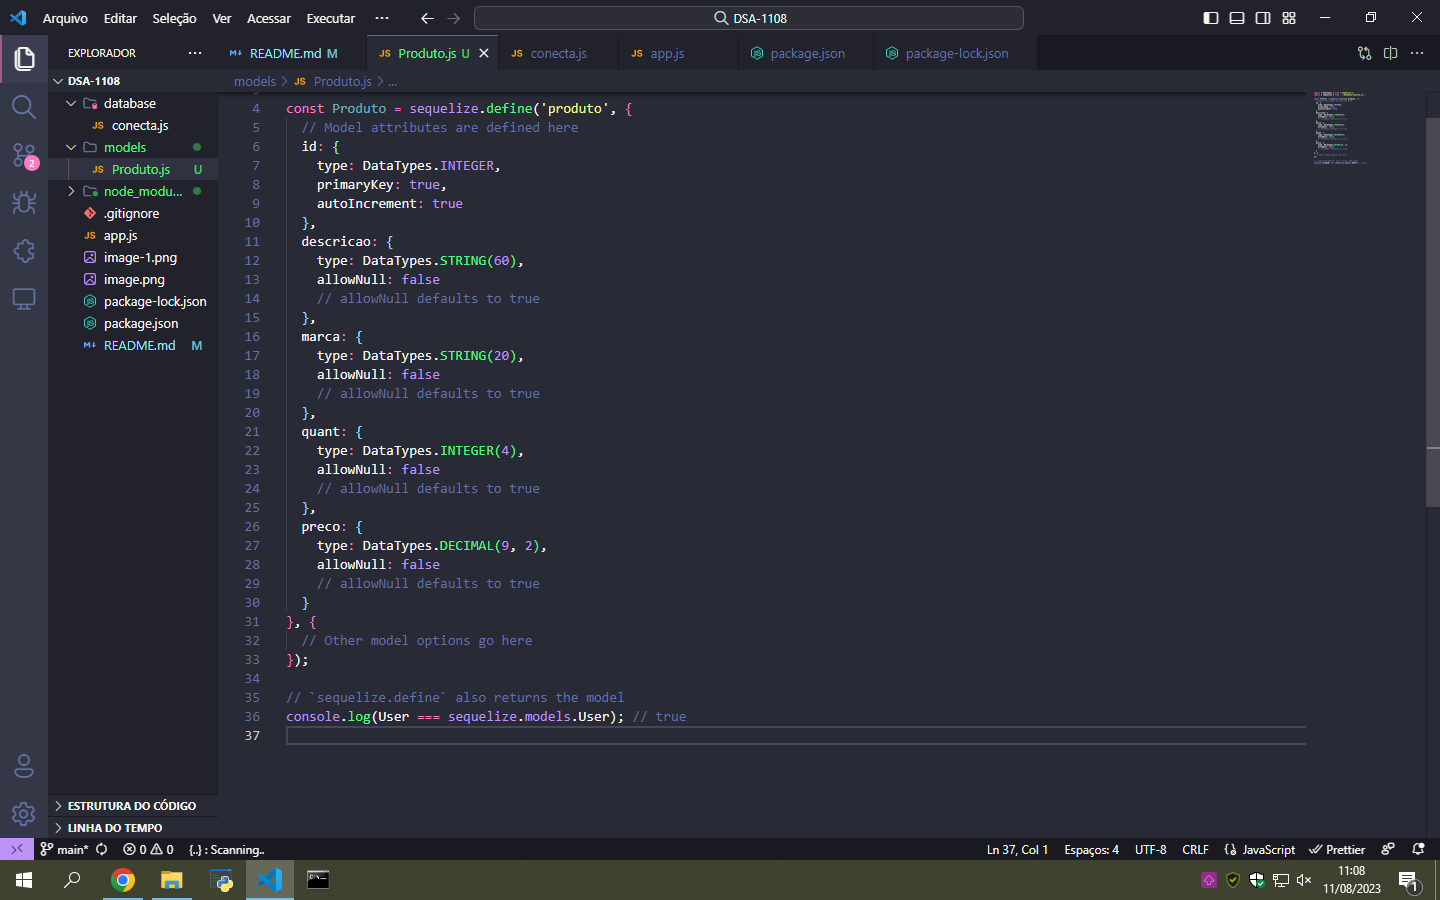 Arquivo Editar Seleção Ver Acessar Executar ··· DSA-1108
EXPLORADOR ··· README.md M Produto.js U conecta.js app.js package.json package-lock.json
DSA-1108
models > JS Produto.js > ...
database
JS conecta.js
models
JS Produto.js U
node_modu...
.gitignore
JS app.js
image-1.png
image.png
package-lock.json
package.json
README.md M
ESTRUTURA DO CÓDIGO
LINHA DO TEMPO
2
4 const Produto = sequelize.define('produto', {
5 // Model attributes are defined here
6 id: {
7 type: DataTypes.INTEGER,
8 primaryKey: true,
9 autoIncrement: true
10 },
11 descricao: {
12 type: DataTypes.STRING(60),
13 allowNull: false
14 // allowNull defaults to true
15 },
16 marca: {
17 type: DataTypes.STRING(20),
18 allowNull: false
19 // allowNull defaults to true
20 },
21 quant: {
22 type: DataTypes.INTEGER(4),
23 allowNull: false
24 // allowNull defaults to true
25 },
26 preco: {
27 type: DataTypes.DECIMAL(9, 2),
28 allowNull: false
29 // allowNull defaults to true
30 }
31 }, {
32 // Other model options go here
33 });
34
35 // `sequelize.define` also returns the model
36 console.log(User === sequelize.models.User); // true
37
main* 0 0 {..} : Scanning.. Ln 37, Col 1 Espaços: 4 UTF-8 CRLF JavaScript Prettier
11:08
11/08/2023
1